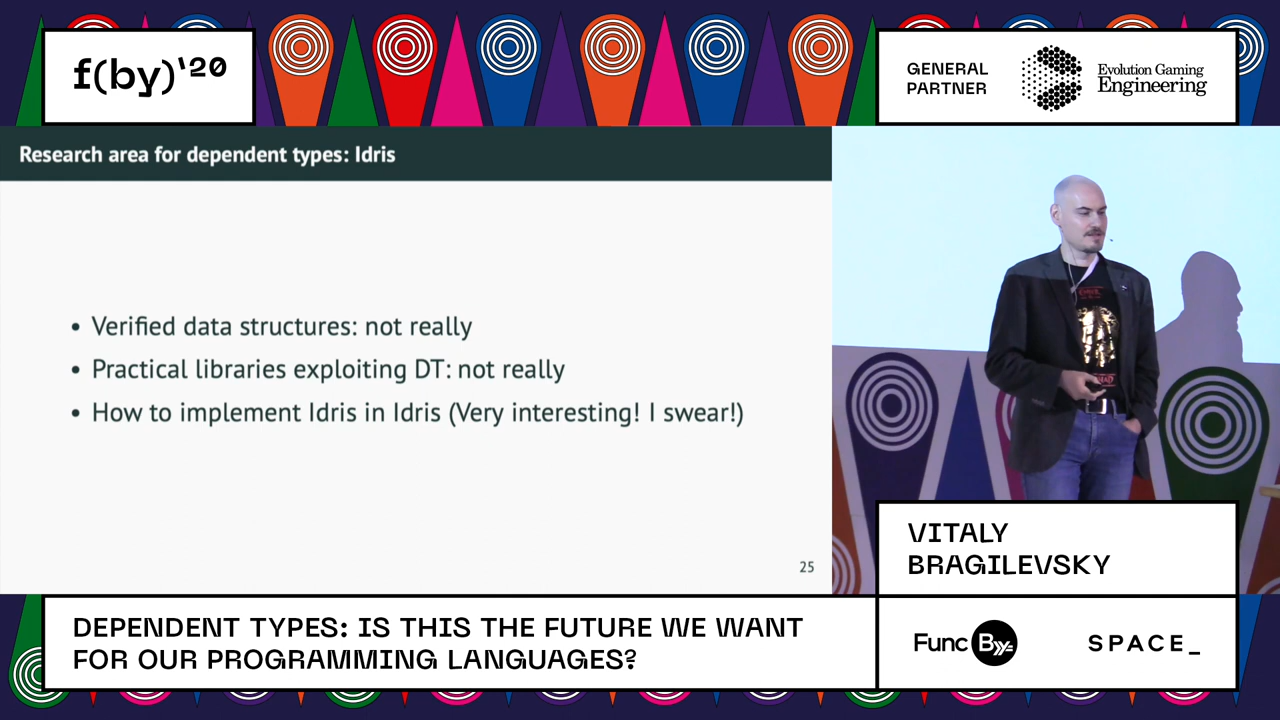 f(by)'20
GENERAL
PARTNER
Evolution Gaming
Engineering
Research area for dependent types: Idris
• Verified data structures: not really
• Practical libraries exploiting DT: not really
• How to implement Idris in Idris (Very interesting! I swear!)
25
VITALY
BRAGILEVSKY
DEPENDENT TYPES: IS THIS THE FUTURE WE WANT
FOR OUR PROGRAMMING LANGUAGES?
Func By
SPACE_